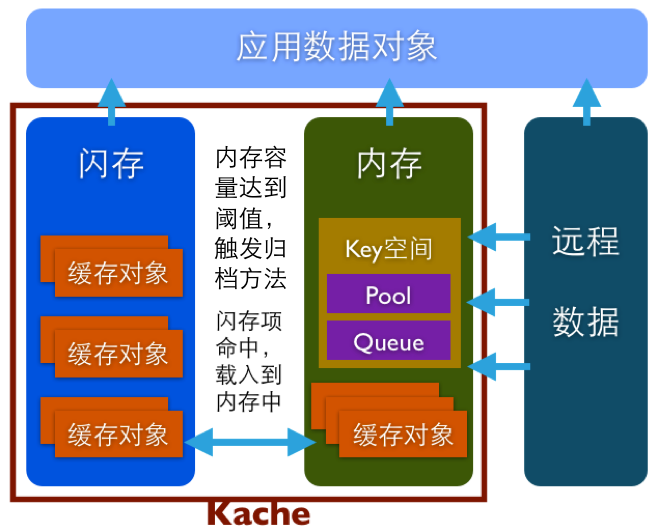 应用数据对象
闪存
缓存对象
缓存对象
缓存对象
内存容
量达到
阈值，
触发归
档方法
闪存项
命中，
载入到
内存中
内存
Key空间
Pool
Queue
缓存对象
远程
数据
Kache